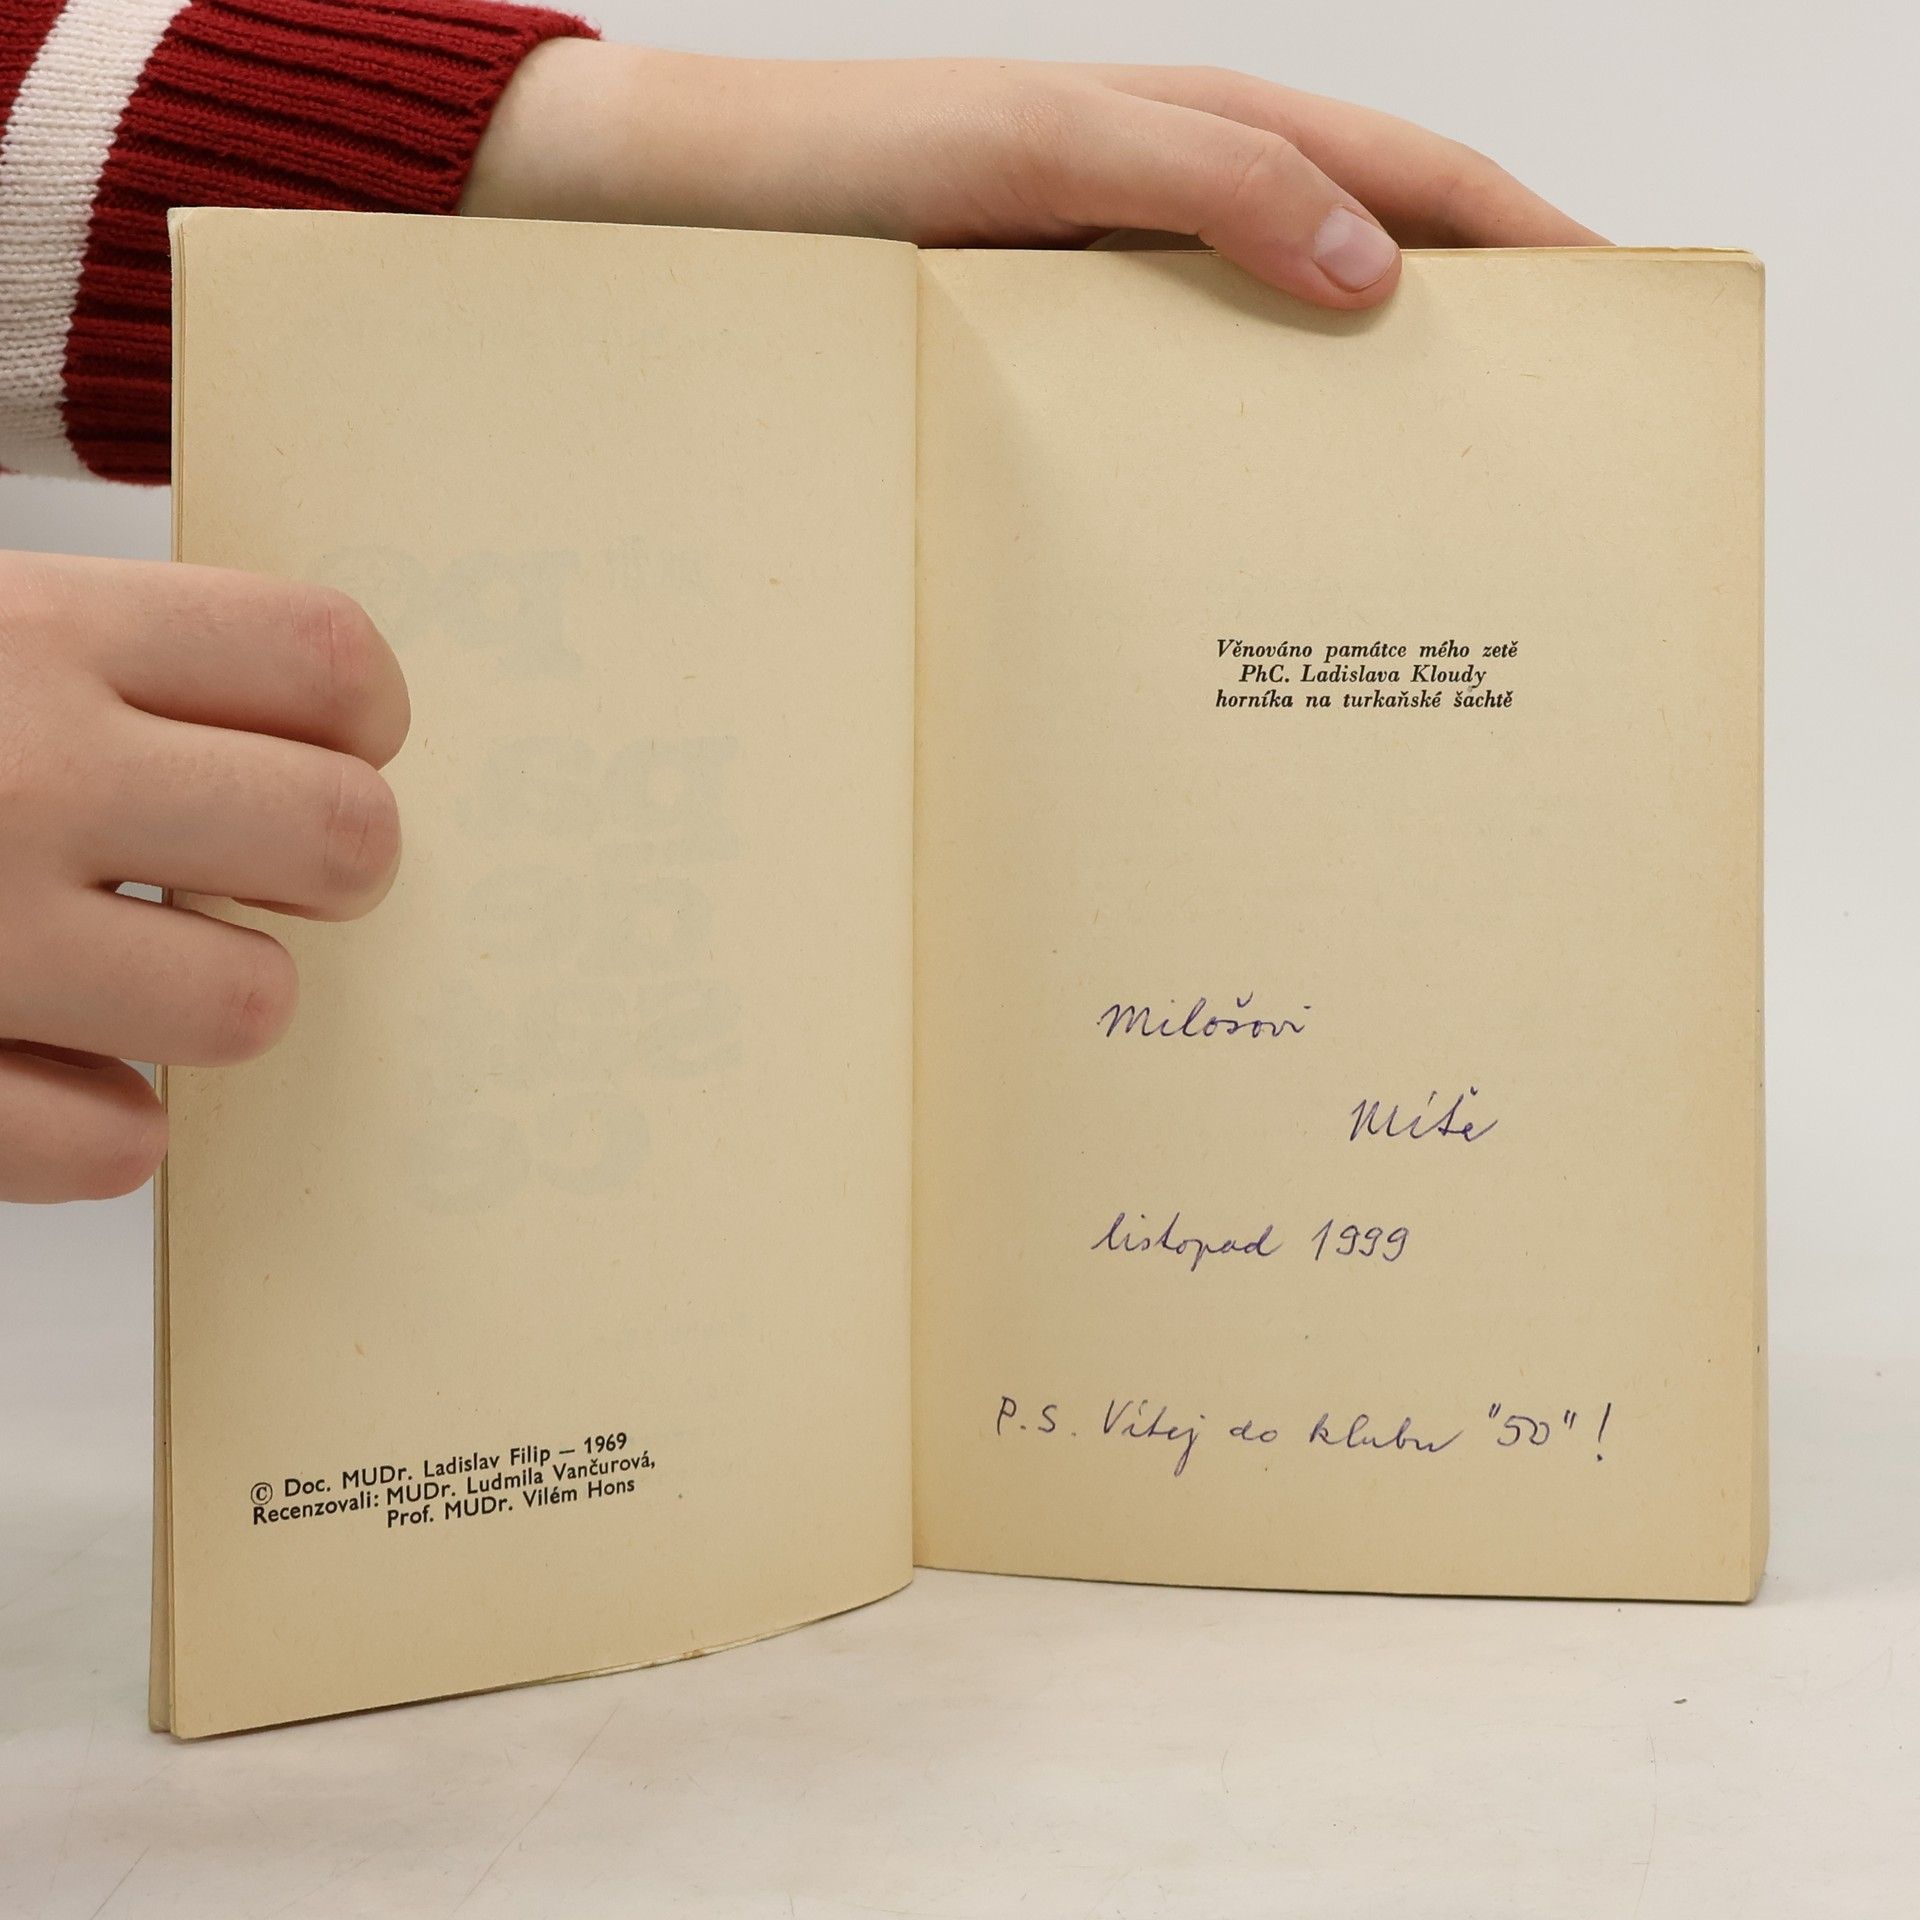 © Doc. MUDr. Ladislav Filip — 1969
Recenzovali: MUDr. Ludmila Vančurová,
Prof. MUDr. Vilém Hons
Věnováno památce mého zetě
PhC. Ladislava Kloudy
horníka na turkaňské šachtě
Milošovi
listopad 1999
P.S. Vítej do klubu "50"!